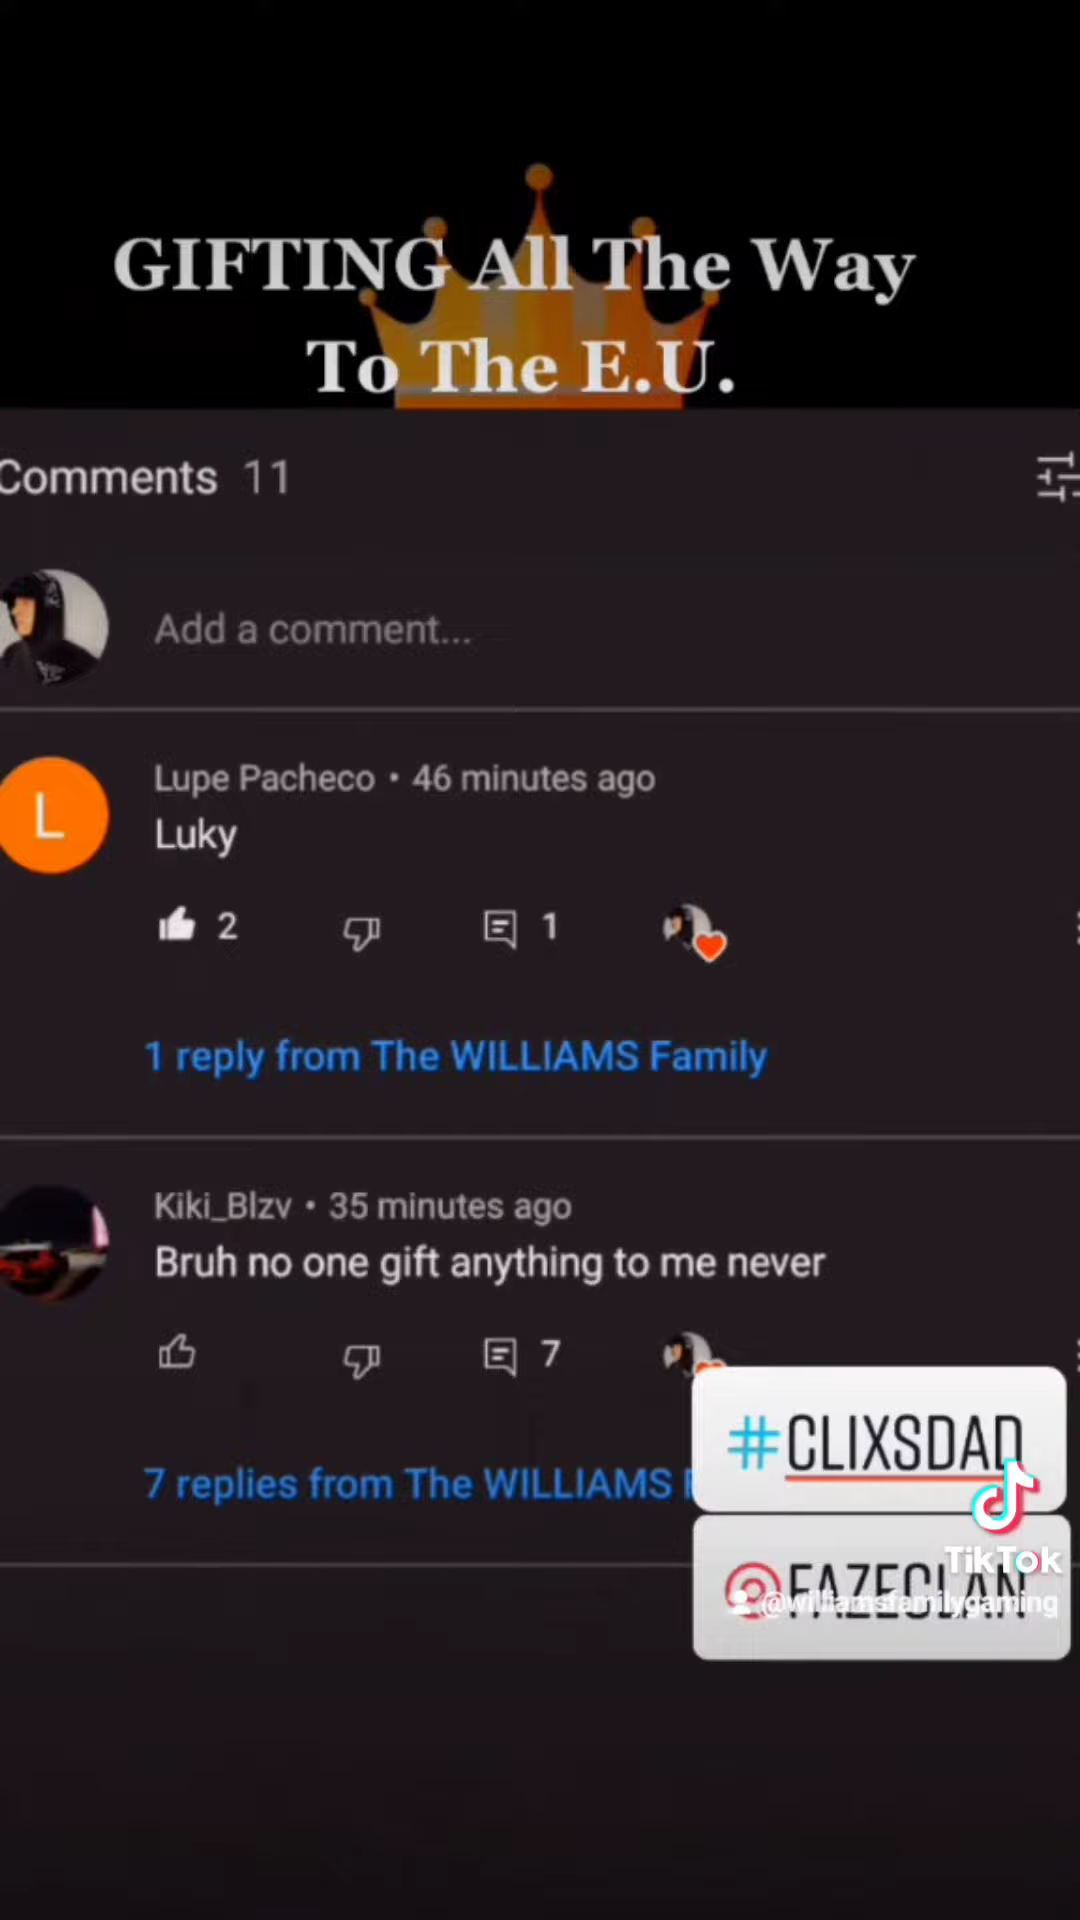 GIFTING All The Way
To The E.U.
Comments 11
Add a comment...
L
Lupe Pacheco • 46 minutes ago
Luky
2
1
1 reply from The WILLIAMS Family
Kiki_Blzv • 35 minutes ago
Bruh no one gift anything to me never
7
7 replies from The WILLIAMS F
#CLIXSDAD
TikTok
@FAZECLAN
@williamsfamilygaming